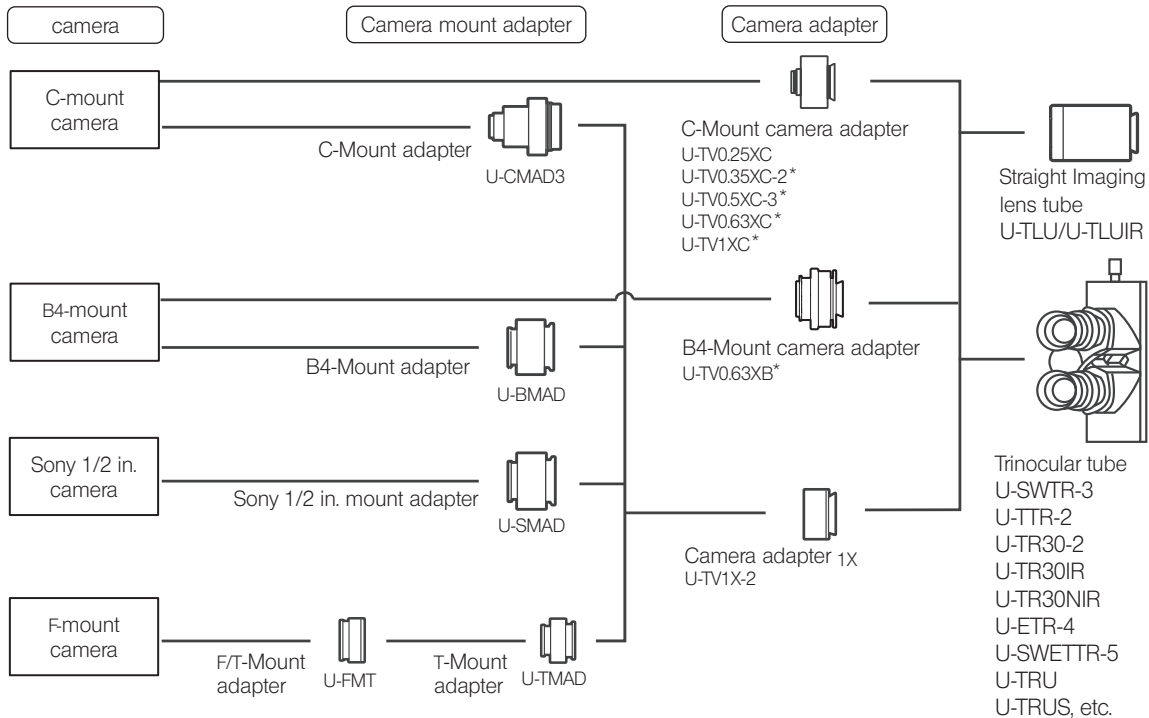 camera
Camera mount adapter
Camera adapter
C-mount
camera
C-Mount adapter
U-CMAD3
C-Mount camera adapter
U-TV0.25XC
U-TV0.35XC-2*
U-TV0.5XC-3*
U-TV0.63XC*
U-TV1XC*
Straight Imaging
lens tube
U-TLU/U-TLUIR
B4-mount
camera
B4-Mount adapter
U-BMAD
B4-Mount camera adapter
U-TV0.63XB*
Sony 1/2 in.
camera
Sony 1/2 in. mount adapter
U-SMAD
Camera adapter 1X
U-TV1X-2
Trinocular tube
U-SWTR-3
U-TTR-2
U-TR30-2
U-TR30IR
U-TR30NIR
U-ETR-4
U-SWETTR-5
U-TRU
U-TRUS, etc.
F-mount
camera
F/T-Mount
adapter
U-FMT
T-Mount
adapter
U-TMAD